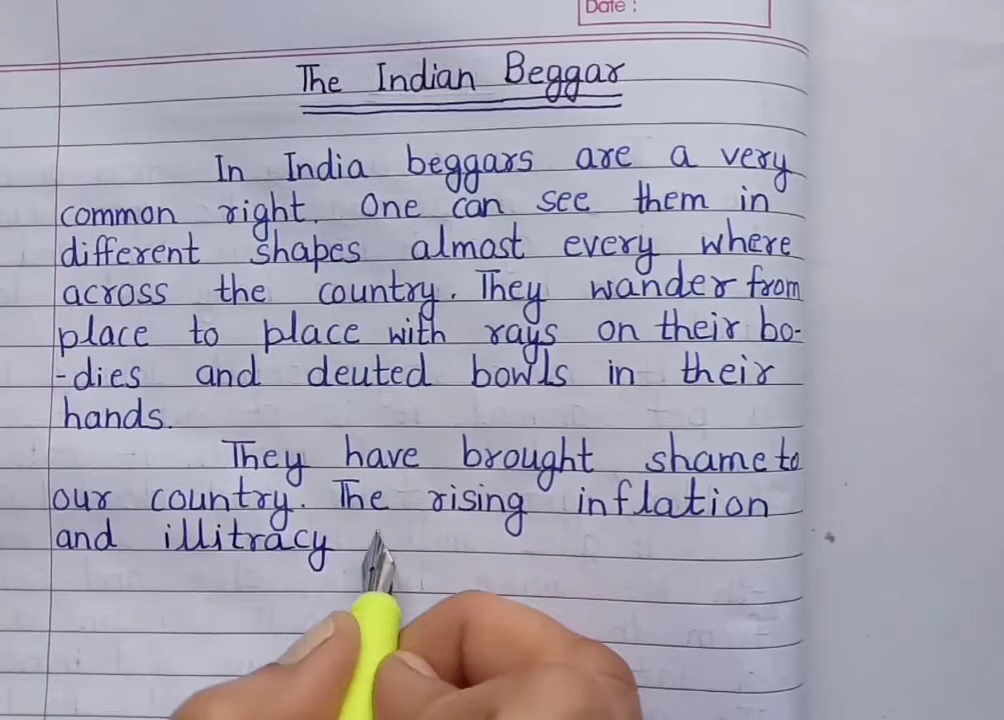 Date :
The Indian Beggar
In India beggars are a very
common right. One can see them in
different shapes almost every where
across the country. They wander from
place to place with rays on their bo-
-dies and deuted bowls in their
hands.
They have brought shame to
our country. The rising inflation
and illitracy